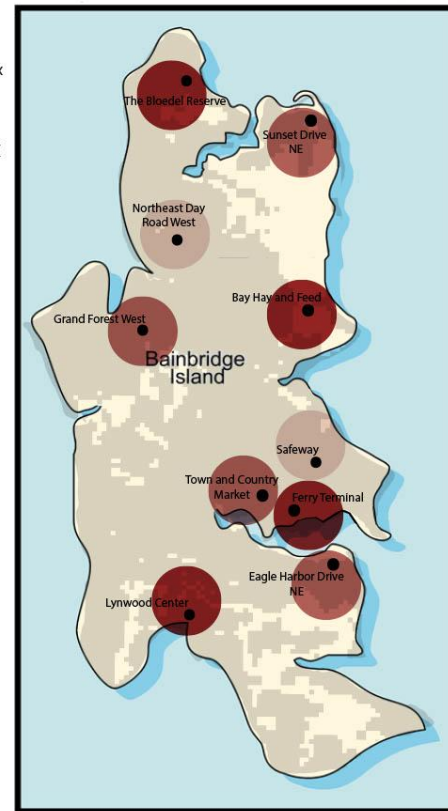 x
The Bloedel Reserve
Sunset Drive
NE
Northeast Day
Road West
Bay Hay and Feed
Grand Forest West
Bainbridge
Island
Safeway
Town and Country
Market
Ferry Terminal
Eagle Harbor Drive
NE
Lynwood Center